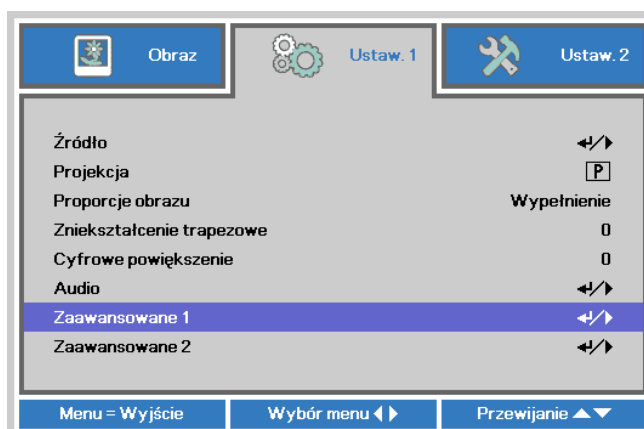 Obraz Ustaw. 1 Ustaw. 2
Źródło
Projekcja P
Proporcje obrazu Wypełnienie
Zniekształcenie trapezowe 0
Cyfrowe powiększenie 0
Audio
Zaawansowane 1
Zaawansowane 2
Menu = Wyjście Wybór menu Przewijanie